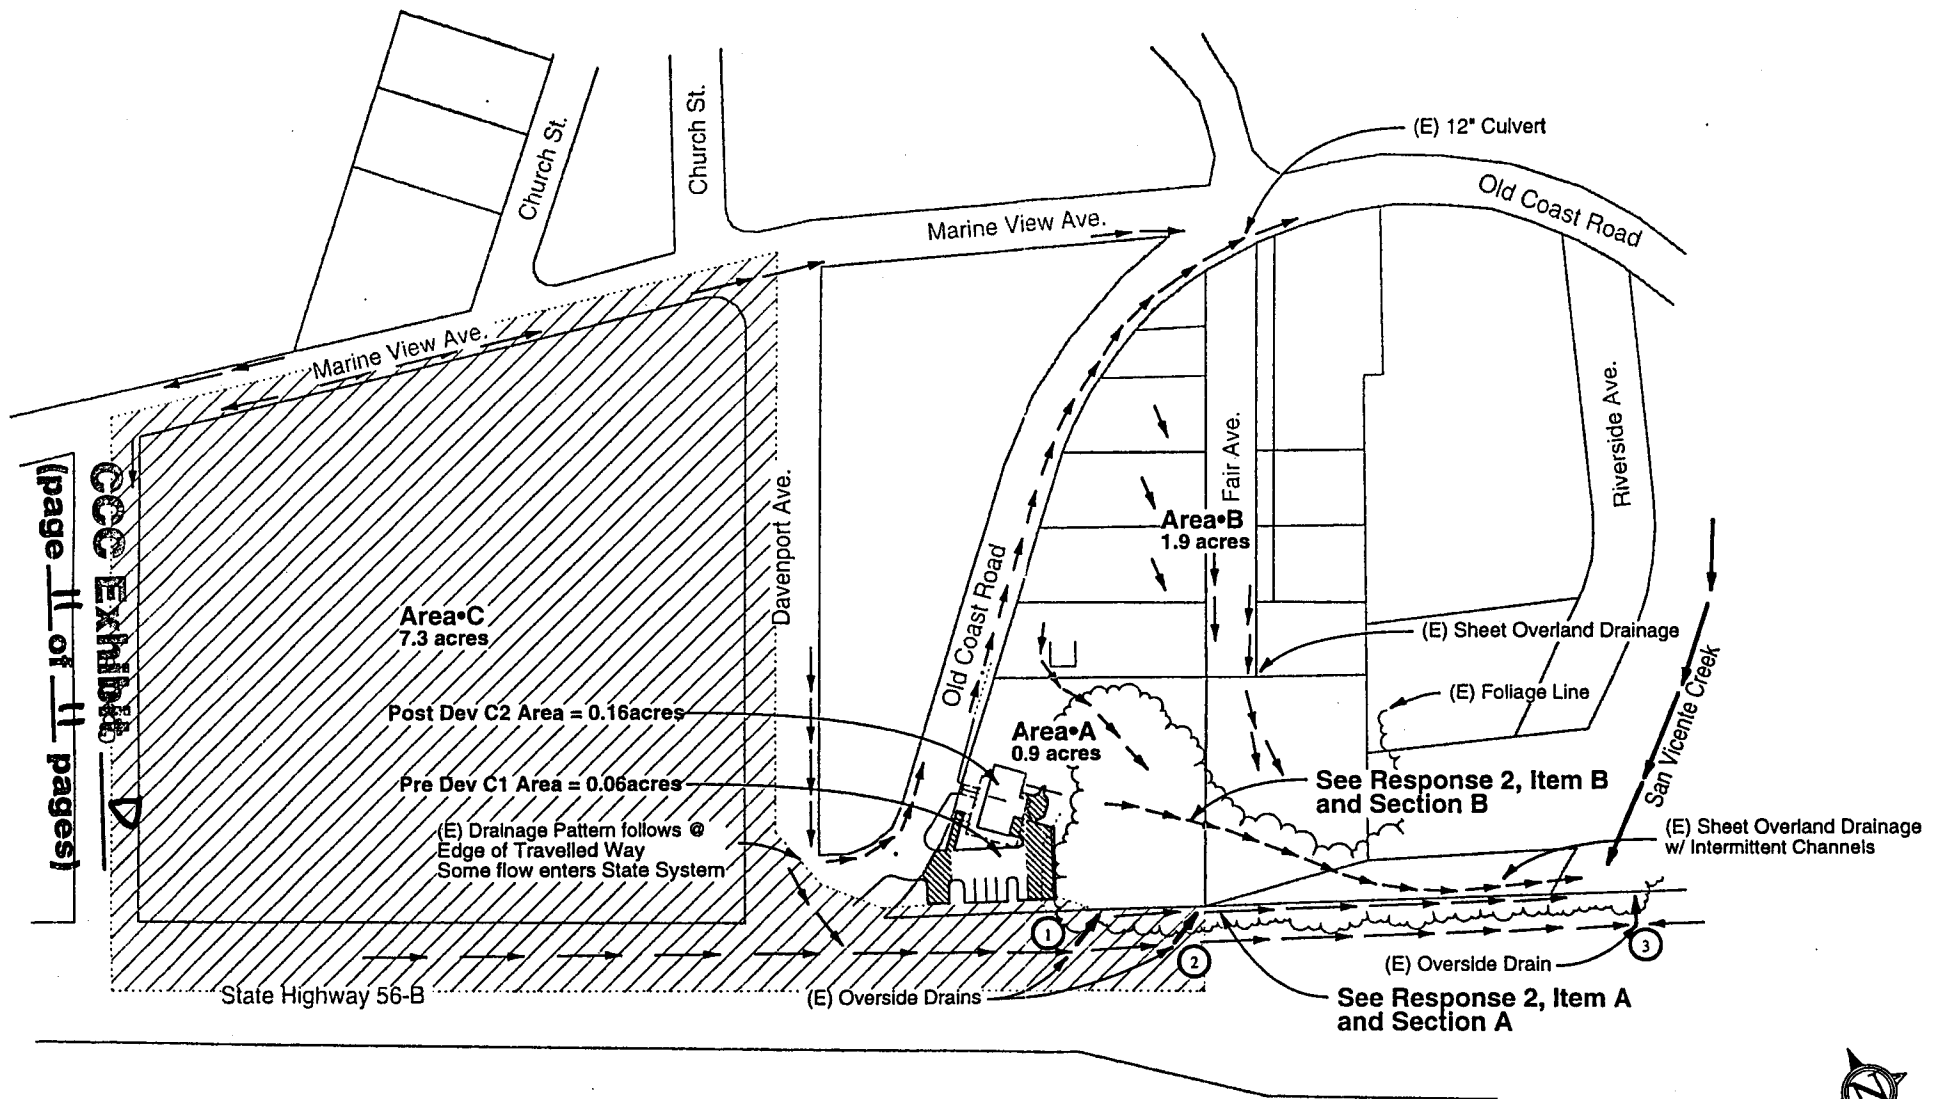 Church St.
Church St.
(E) 12" Culvert
Old Coast Road
Marine View Ave.
Marine View Ave.
Davenport Ave.
Old Coast Road
Fair Ave.
Riverside Ave.
San Vicente Creek
Area•B
1.9 acres
Area•C
7.3 acres
(E) Sheet Overland Drainage
(E) Foliage Line
Post Dev C2 Area = 0.16acres
Area•A
0.9 acres
Pre Dev C1 Area = 0.06acres
See Response 2, Item B
and Section B
(E) Drainage Pattern follows @
Edge of Travelled Way
Some flow enters State System
(E) Sheet Overland Drainage
w/ Intermittent Channels
1
2
3
(E) Overside Drain
(E) Overside Drains
State Highway 56-B
See Response 2, Item A
and Section A
CCC Exhibit D
(page 11 of 11 pages)
N